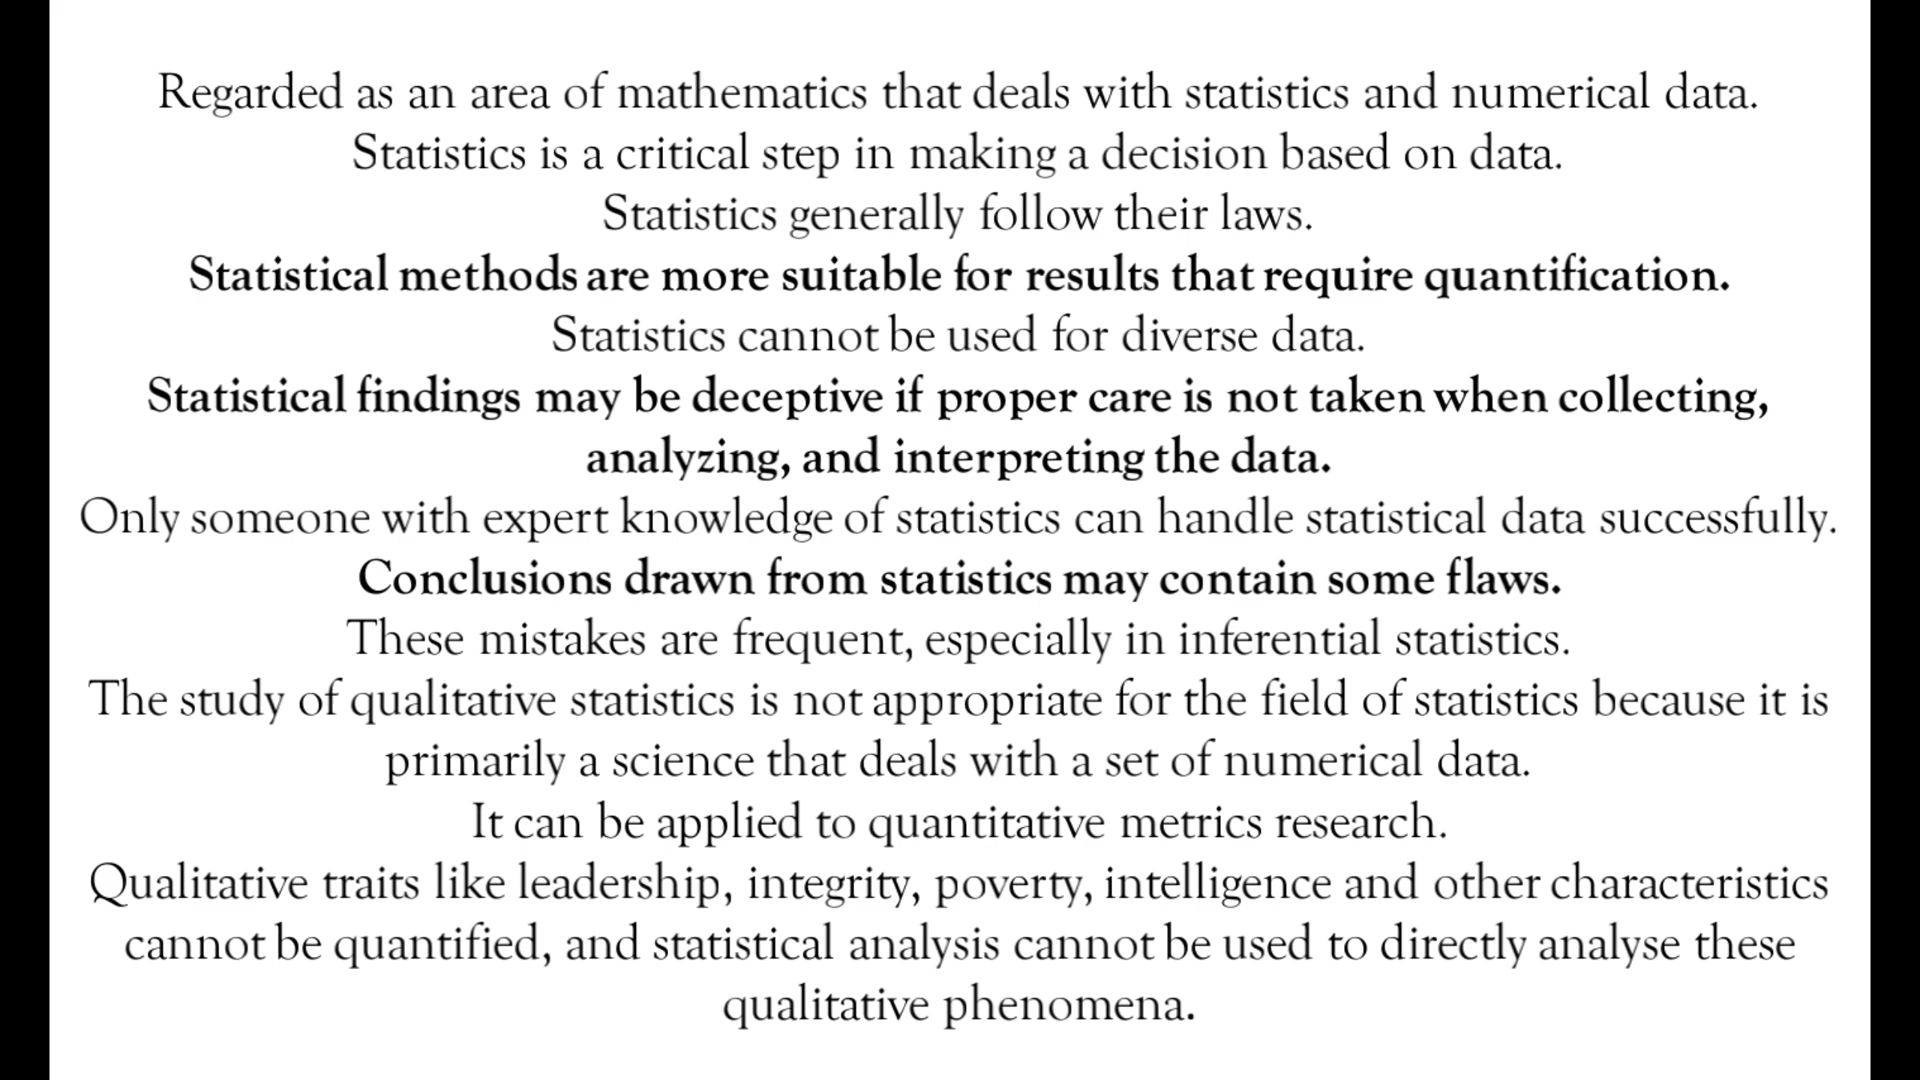 Regarded as an area of mathematics that deals with statistics and numerical data.
Statistics is a critical step in making a decision based on data.
Statistics generally follow their laws.
Statistical methods are more suitable for results that require quantification.
Statistics cannot be used for diverse data.
Statistical findings may be deceptive if proper care is not taken when collecting,
analyzing, and interpreting the data.
Only someone with expert knowledge of statistics can handle statistical data successfully.
Conclusions drawn from statistics may contain some flaws.
These mistakes are frequent, especially in inferential statistics.
The study of qualitative statistics is not appropriate for the field of statistics because it is
primarily a science that deals with a set of numerical data.
It can be applied to quantitative metrics research.
Qualitative traits like leadership, integrity, poverty, intelligence and other characteristics
cannot be quantified, and statistical analysis cannot be used to directly analyse these
qualitative phenomena.